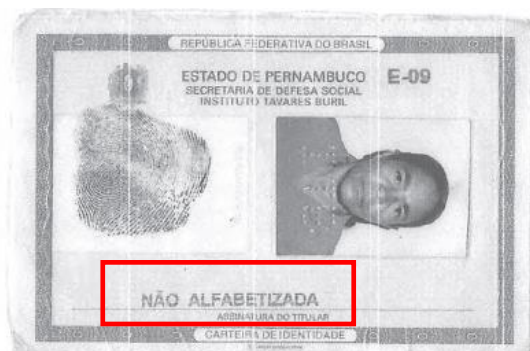 REPÚBLICA FEDERATIVA DO BRASIL
ESTADO DE PERNAMBUCO E-09
SECRETARIA DE DEFESA SOCIAL
INSTITUTO TAVARES BURIL
NÃO ALFABETIZADA
ASSINATURA DO TITULAR
CARTEIRA DE IDENTIDADE